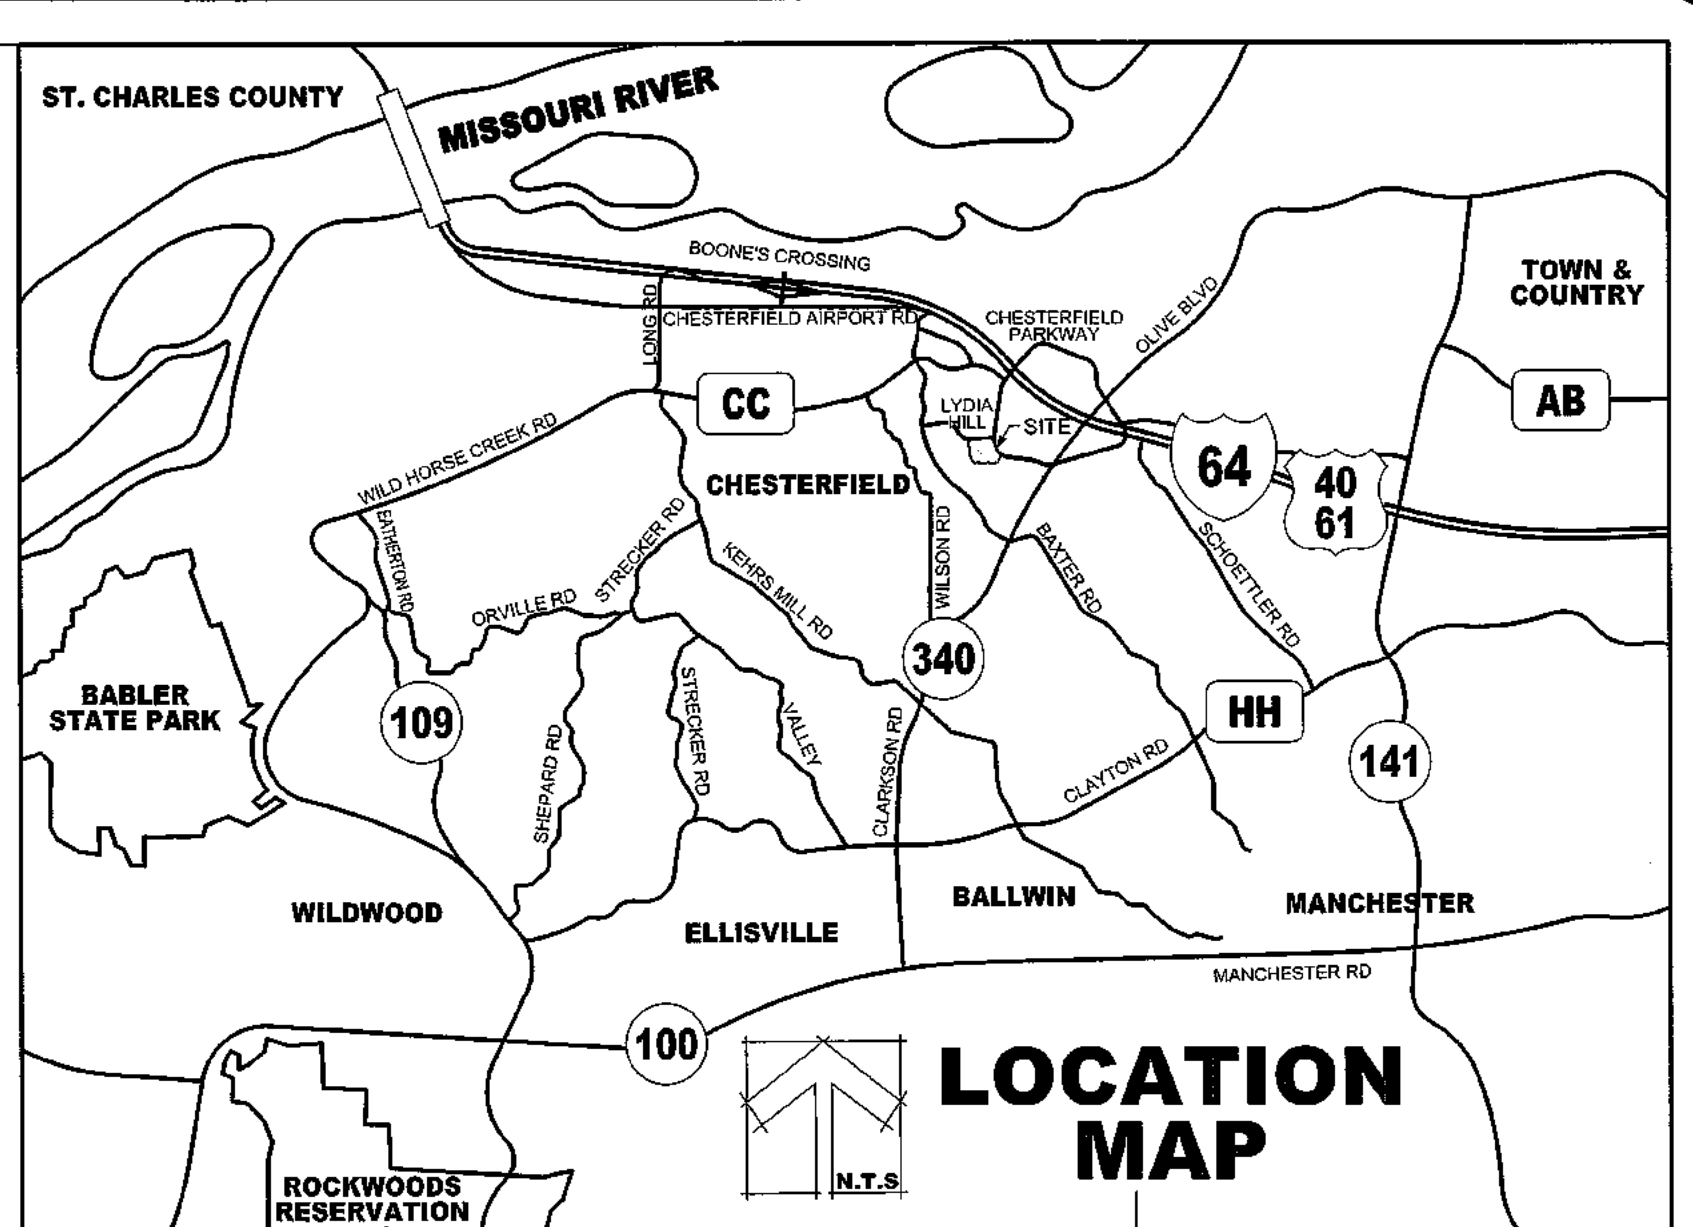 ST. CHARLES COUNTY
MISSOURI RIVER
BOONE'S CROSSING
TOWN &
COUNTRY
LONG RD
CHESTERFIELD AIRPORT RD
CHESTERFIELD
PARKWAY
OLIVE BLVD
CC
AB
LYDIA
HILL
SITE
WILD HORSE CREEK RD
64
40
61
CHESTERFIELD
EATHERTON RD
STRECKER RD
KEHRS MILL RD
WILSON RD
BAXTER RD
SCHOETTLER RD
ORVILLE RD
340
BABLER
STATE PARK
109
STRECKER RD
VALLEY
HH
SHEPARD RD
CLARKSON RD
CLAYTON RD
141
WILDWOOD
ELLISVILLE
BALLWIN
MANCHESTER
MANCHESTER RD
100
LOCATION
MAP
N.T.S
ROCKWOODS
RESERVATION